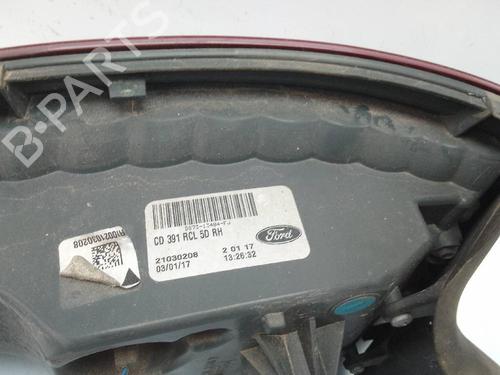 B-PARTS
CD 391 RCL 5D RH
Ford
21030208
2 01 17
03/01/17
13:26:32